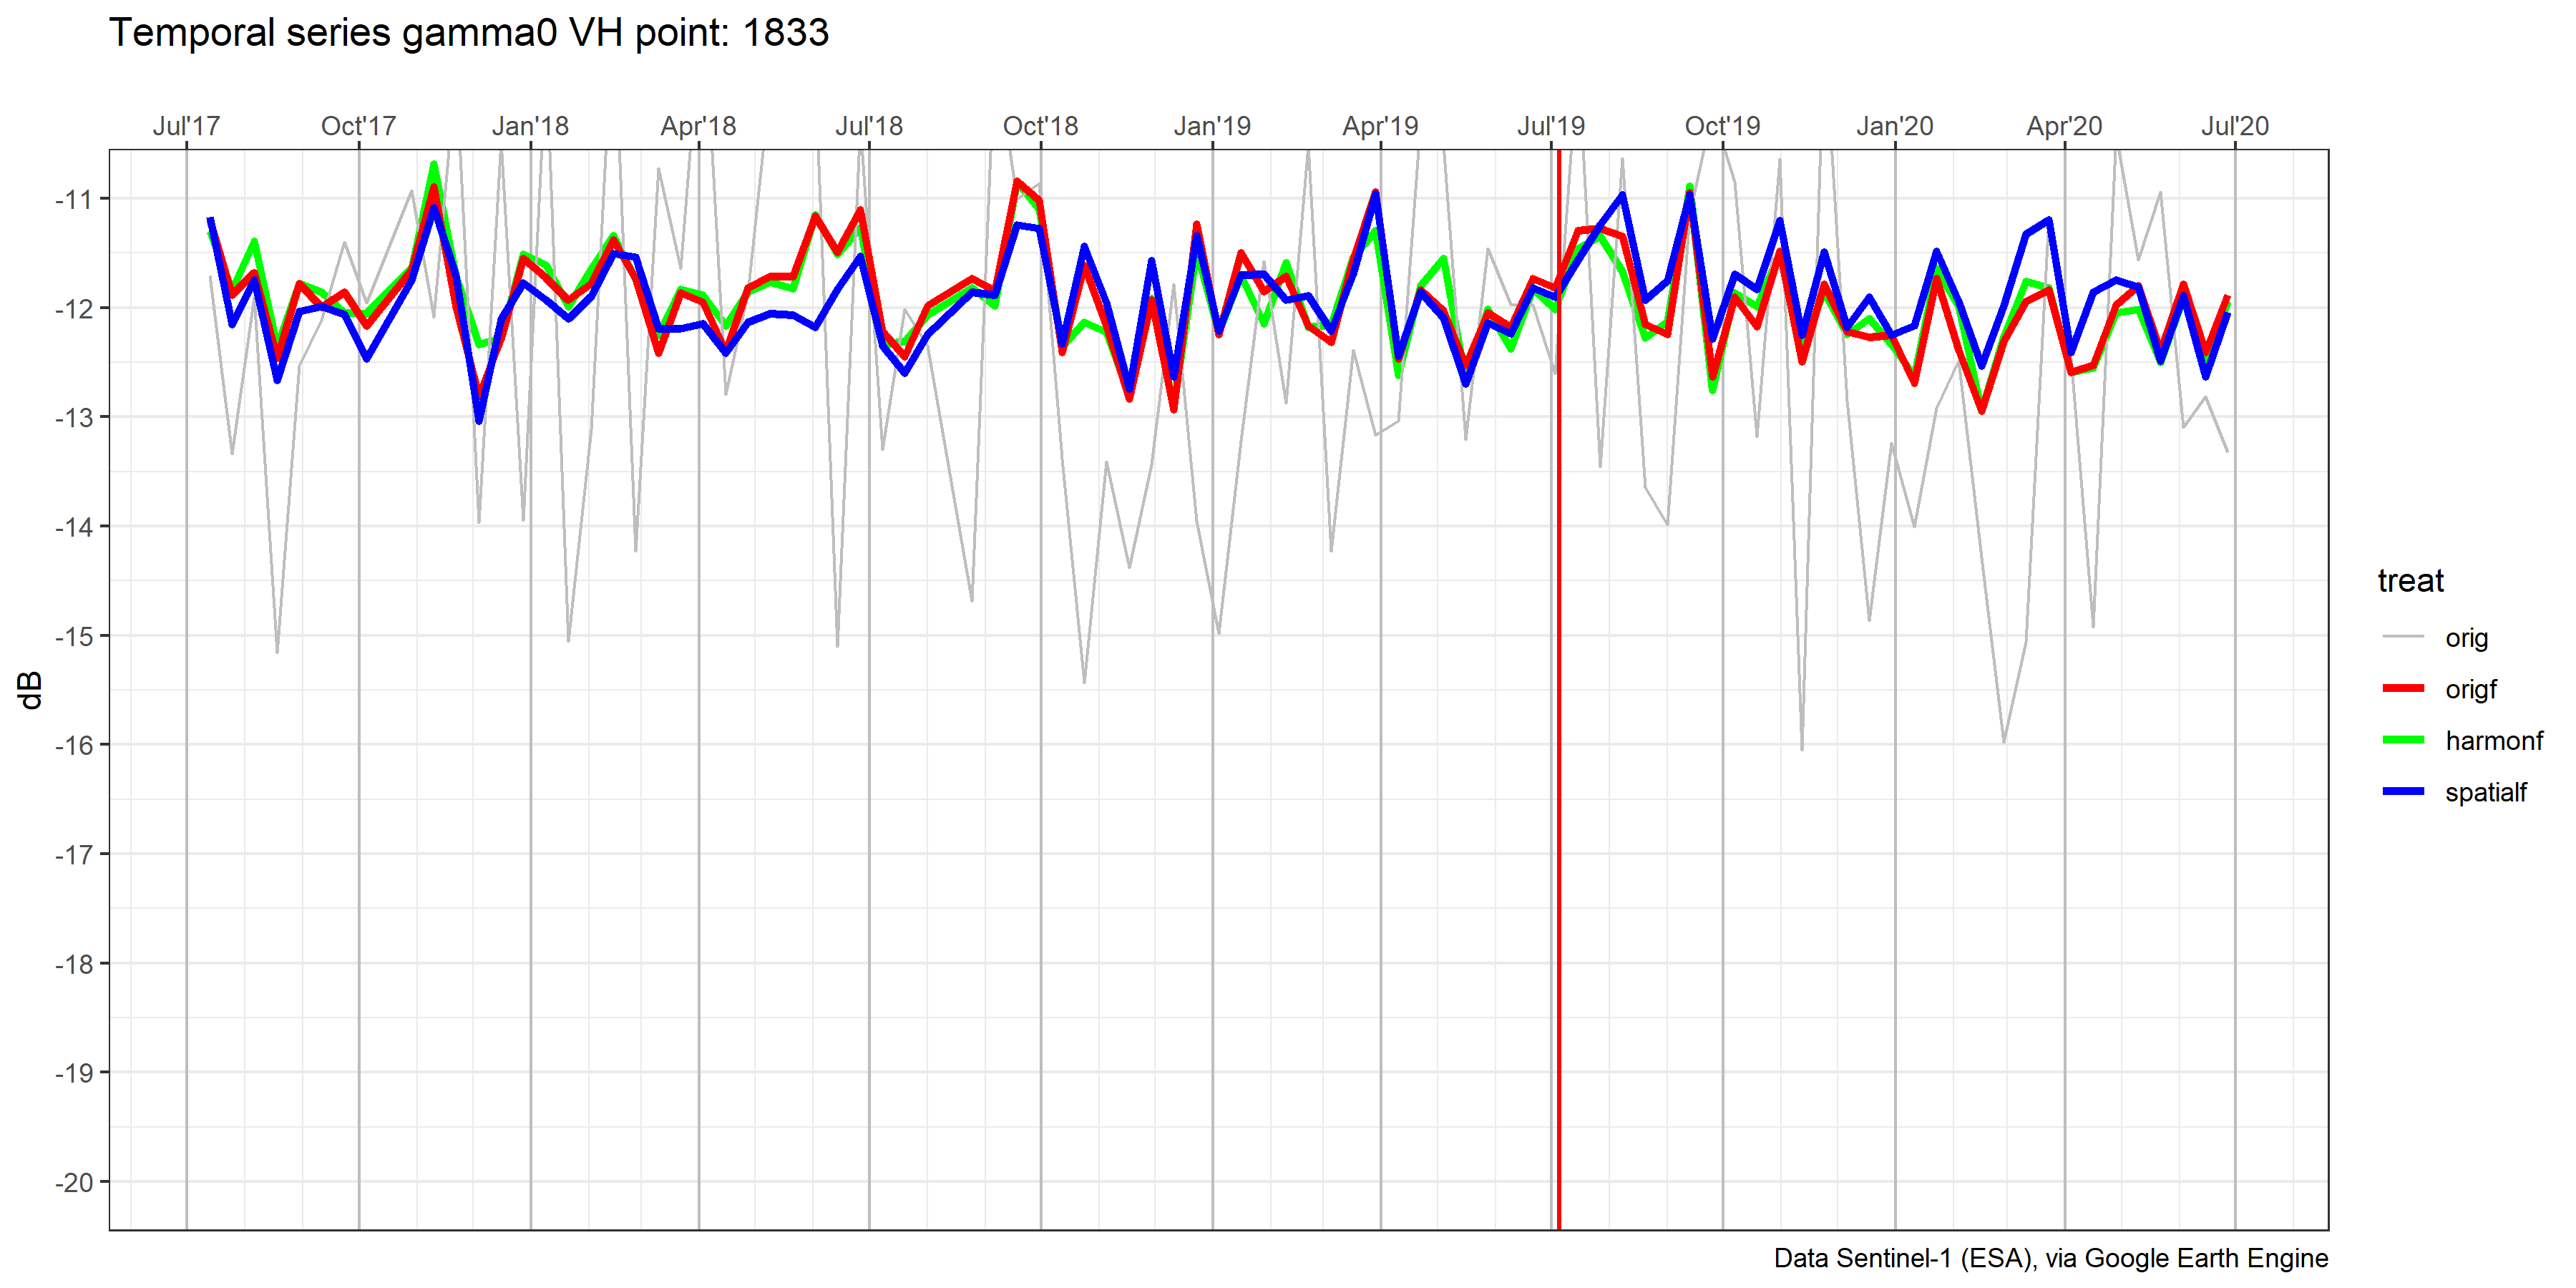 Temporal series gamma0 VH point: 1833
Jul'17 Oct'17 Jan'18 Apr'18 Jul'18 Oct'18 Jan'19 Apr'19 Jul'19 Oct'19 Jan'20 Apr'20 Jul'20
-11
-12
-13
-14
-15
-16
-17
-18
-19
-20
dB
treat
orig
origf
harmonf
spatialf
Data Sentinel-1 (ESA), via Google Earth Engine